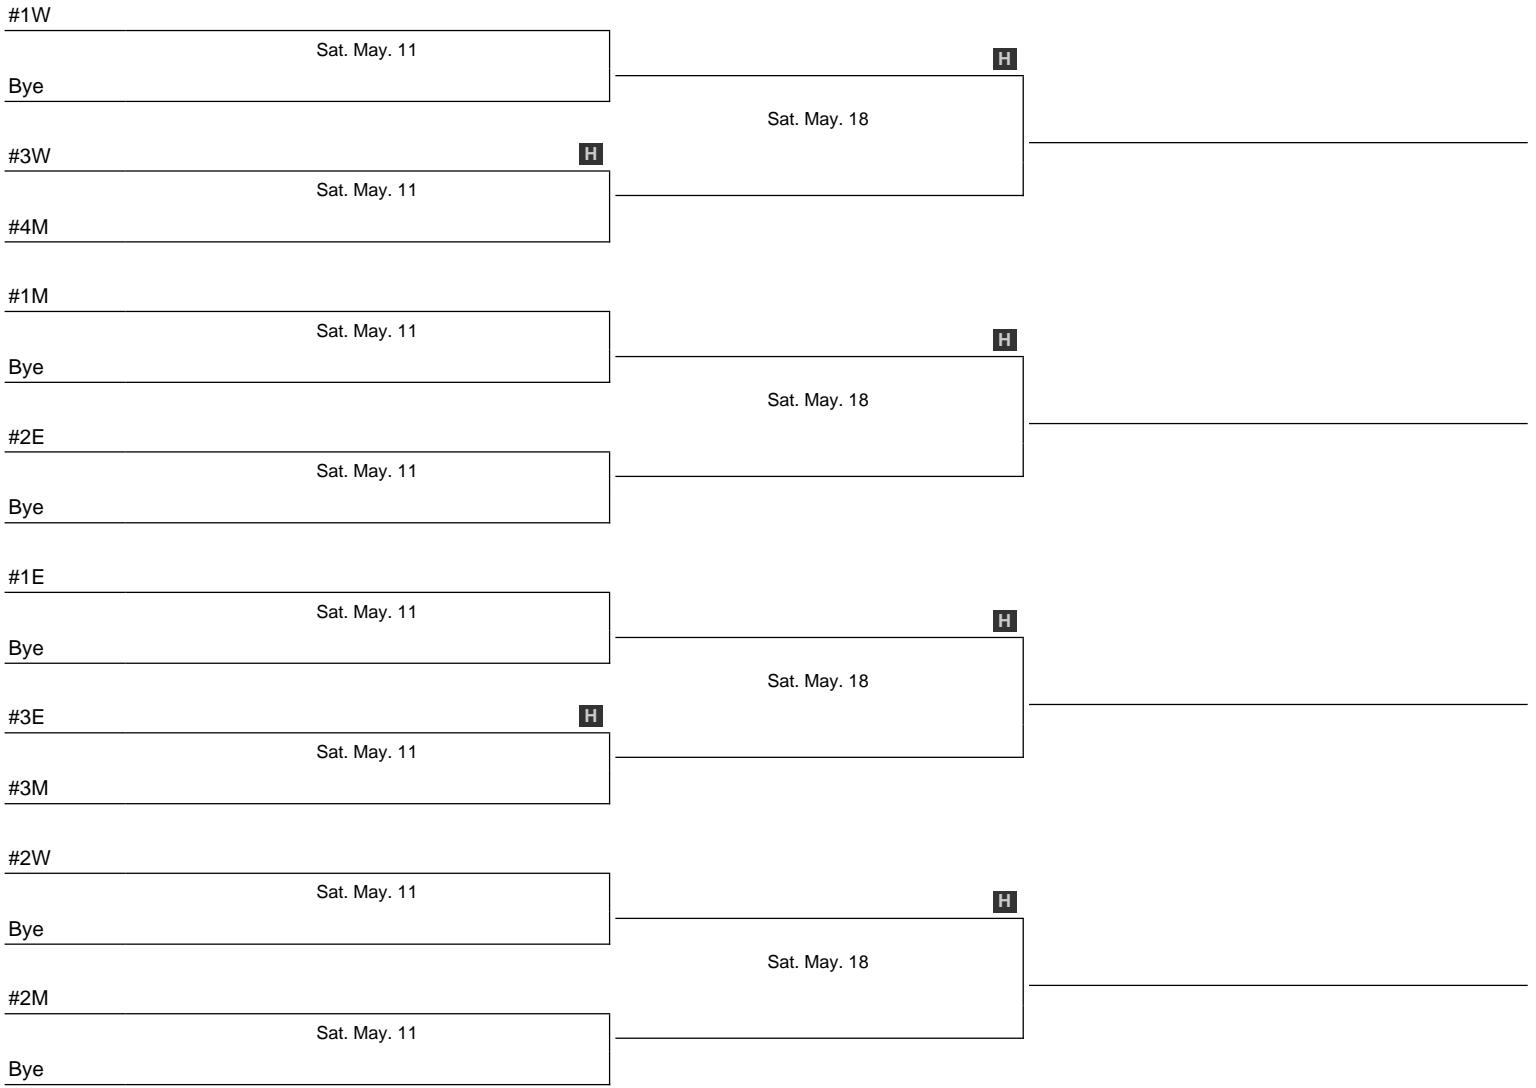 #1W
Sat. May. 11
H
Bye
Sat. May. 18
#3W H
Sat. May. 11
#4M
#1M
Sat. May. 11
H
Bye
Sat. May. 18
#2E
Sat. May. 11
Bye
#1E
Sat. May. 11
H
Bye
Sat. May. 18
#3E H
Sat. May. 11
#3M
#2W
Sat. May. 11
H
Bye
Sat. May. 18
#2M
Sat. May. 11
Bye